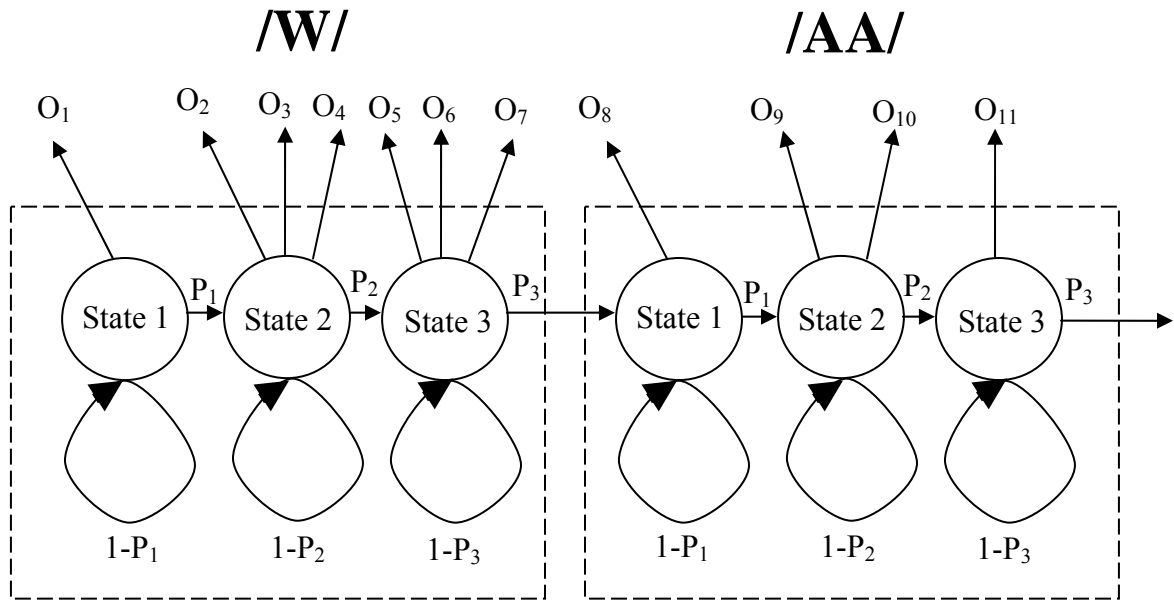 /W/ /AA/
O1 O2 O3 O4 O5 O6 O7 O8 O9 O10 O11
P1 P2 P3 P1 P2 P3
State 1 State 2 State 3 State 1 State 2 State 3
1-P1 1-P2 1-P3 1-P1 1-P2 1-P3